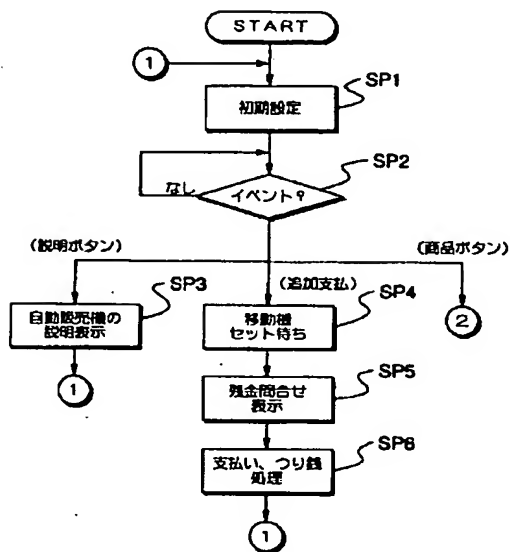 START
1
SP1
初期設定
SP2
なし
イベント?
(説明ボタン)
(商品ボタン)
SP3
(追加支払)
SP4
自動販売機の
説明表示
移動機
セット待ち
2
1
SP5
残金問合せ
表示
SP6
支払い、つり銭
処理
1